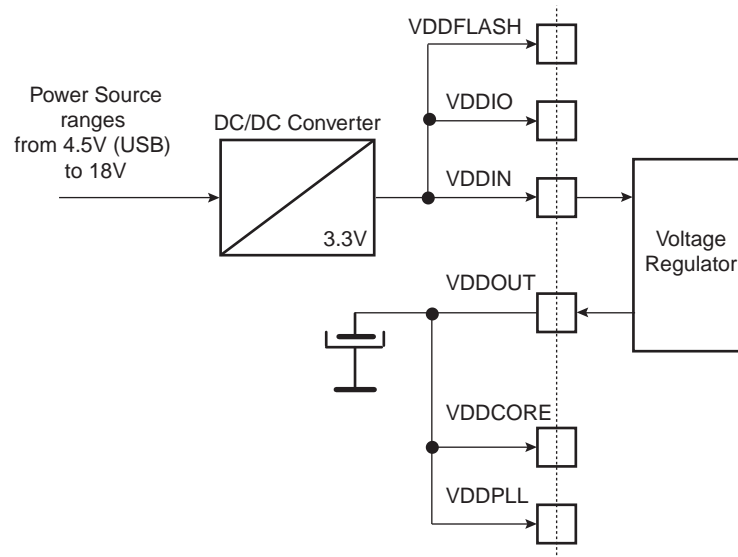 VDDFLASH
Power Source
ranges
from 4.5V (USB)
to 18V
DC/DC Converter
VDDIO
VDDIN
3.3V
Voltage
Regulator
VDDOUT
VDDCORE
VDDPLL